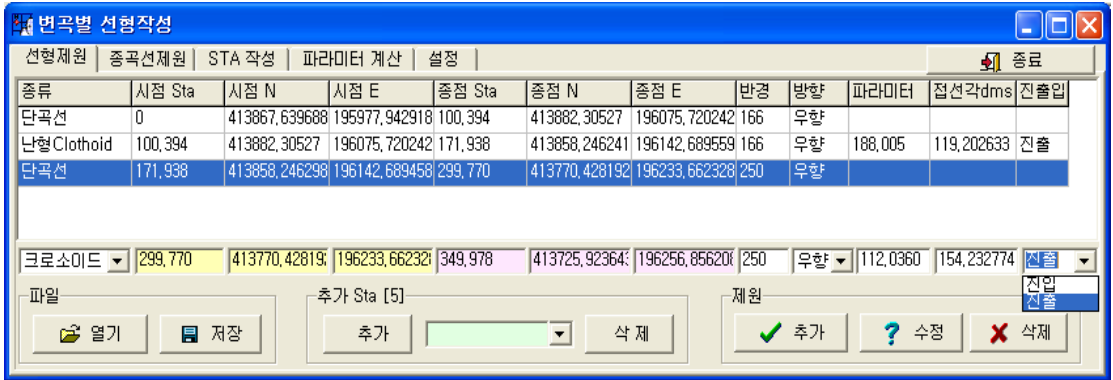 변곡별 선형작성
선형제원 종곡선제원 STA 작성 파라미터 계산 설정 종료
종류 시점 Sta 시점 N 시점 E 종점 Sta 종점 N 종점 E 반경 방향 파라미터 접선각dms 진출입
단곡선 0 413867,639688 195977,942918 100,394 413882,30527 196075,720242 166 우향
난형Clothoid 100,394 413882,30527 196075,720242 171,938 413858,246241 196142,689559 166 우향 188,005 119,202633 진출
단곡선 171,938 413858,246298 196142,689458 299,770 413770,428192 196233,662328 250 우향
크로소이드 299,770 413770,42819 196233,66232 349,978 413725,92364 196256,85620 250 우향 112,0360 154,232774 진출
진입
진출
파일 추가 Sta [5] 제원
열기 저장 추가 삭제 추가 수정 삭제